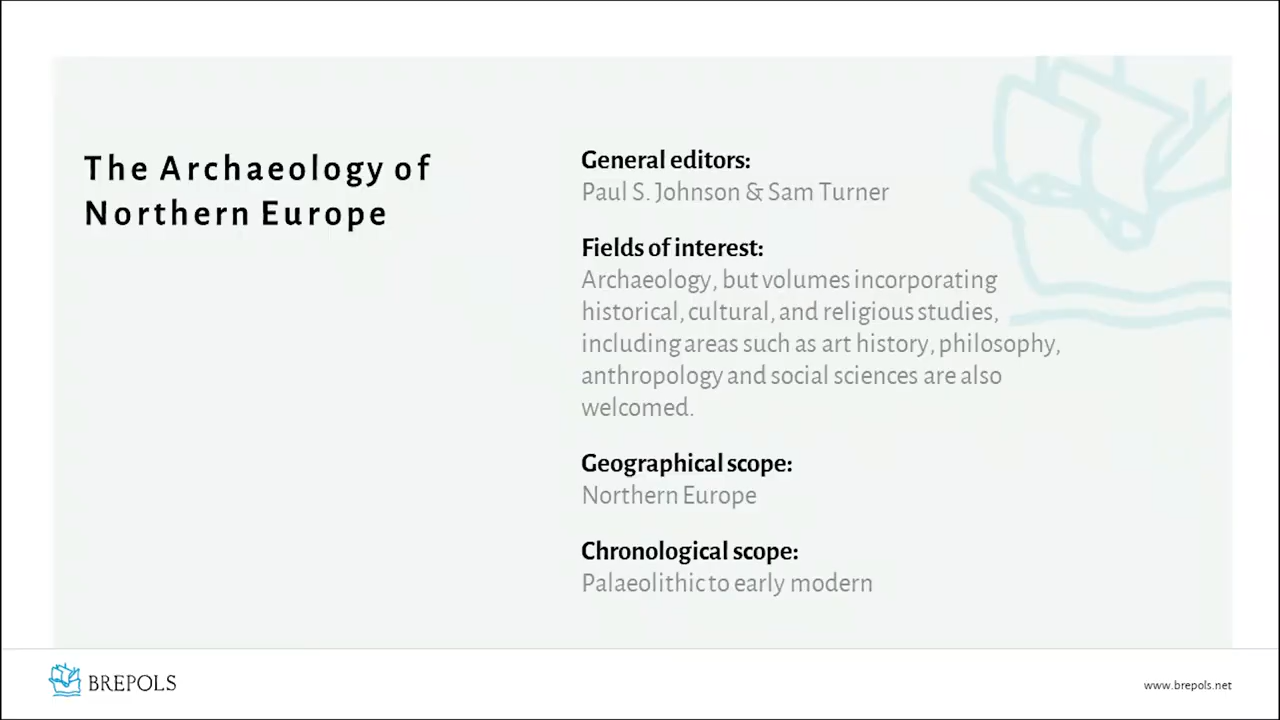 The Archaeology of
Northern Europe
General editors:
Paul S. Johnson & Sam Turner
Fields of interest:
Archaeology, but volumes incorporating
historical, cultural, and religious studies,
including areas such as art history, philosophy,
anthropology and social sciences are also
welcomed.
Geographical scope:
Northern Europe
Chronological scope:
Palaeolithic to early modern
BREPOLS
www.brepols.net